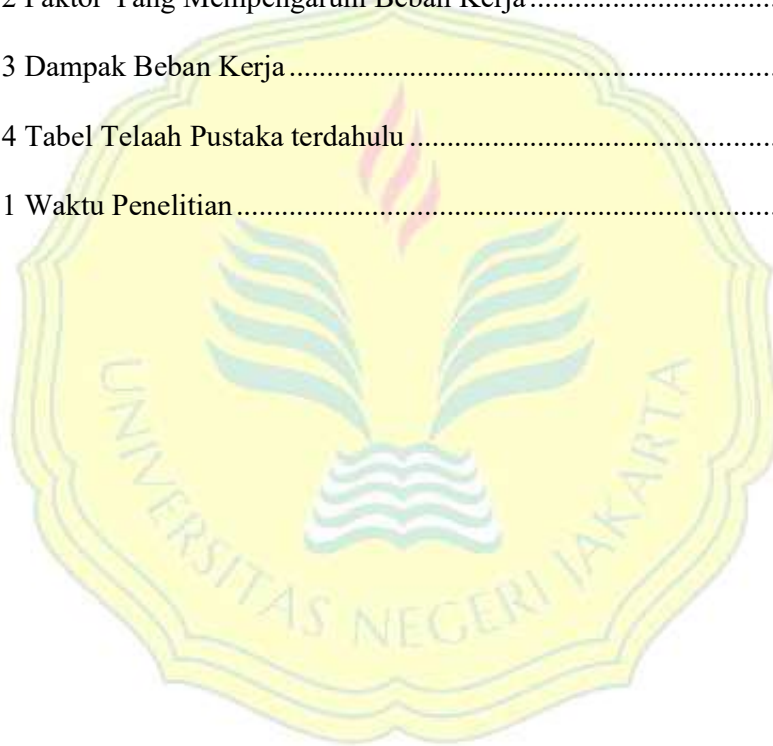 2 Faktor Yang Mempengaruhi Beban Kerja..........................
3 Dampak Beban Kerja..........................
4 Tabel Telaah Pustaka terdahulu..........................
1 Waktu Penelitian..........................
UNIVERSITAS NEGERI JAKARTA